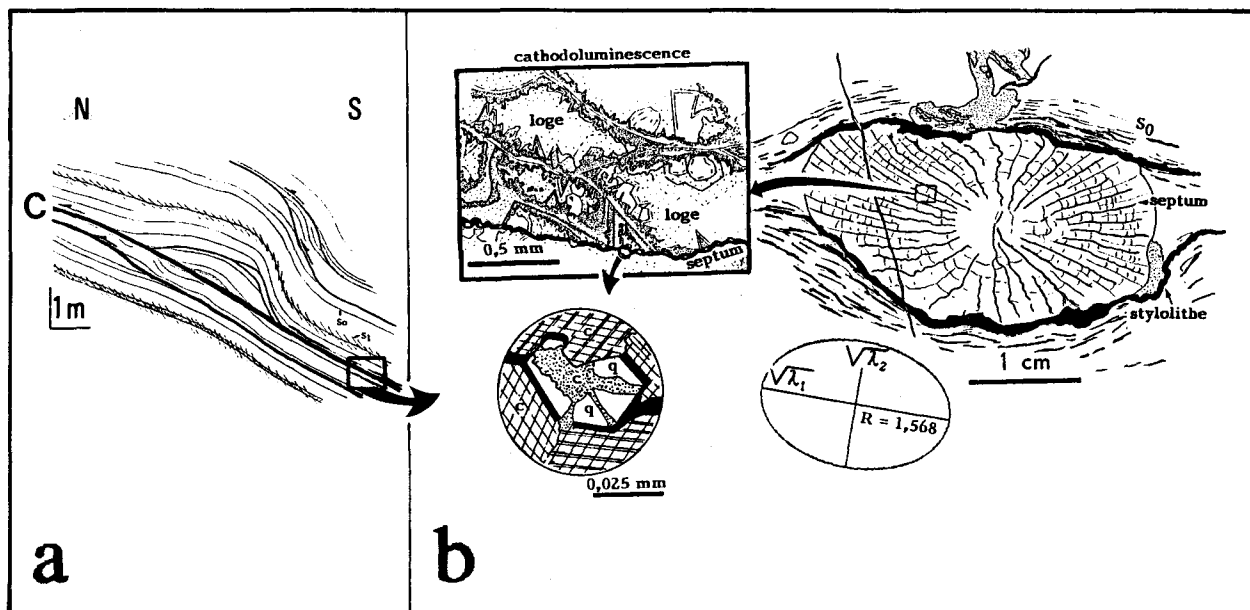 N
S
C
1m
S₀
S₁
a
cathodoluminescence
loge
loge
0,5 mm
septum
S₀
septum
stylolithe
1 cm
c
q
c
c
q
0,025 mm
√λ₁
√λ₂
R = 1,568
b